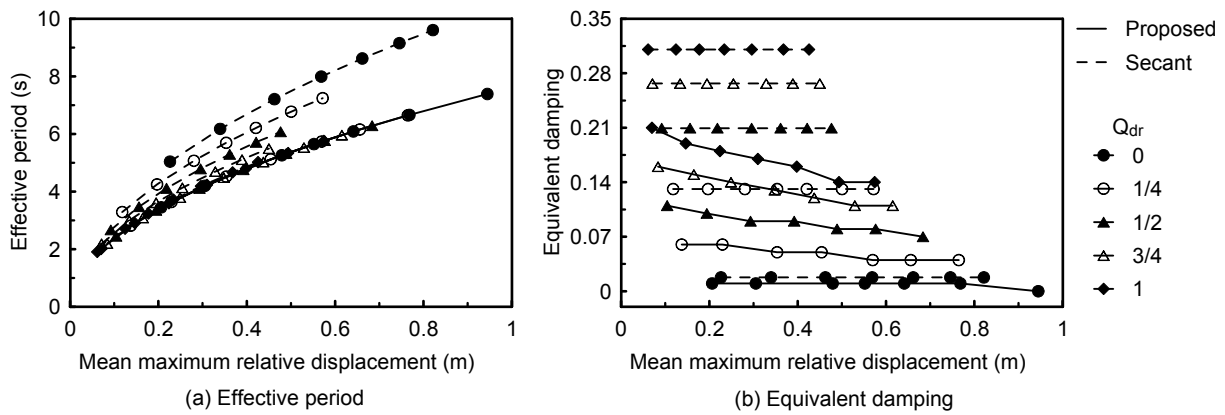 10
8
6
4
2
0
Effective period (s)
0 0.2 0.4 0.6 0.8 1
Mean maximum relative displacement (m)
(a) Effective period
0.35
0.28
0.21
0.14
0.07
0
Equivalent damping
0 0.2 0.4 0.6 0.8 1
Mean maximum relative displacement (m)
(b) Equivalent damping
Proposed
Secant
Qdr
0
1/4
1/2
3/4
1